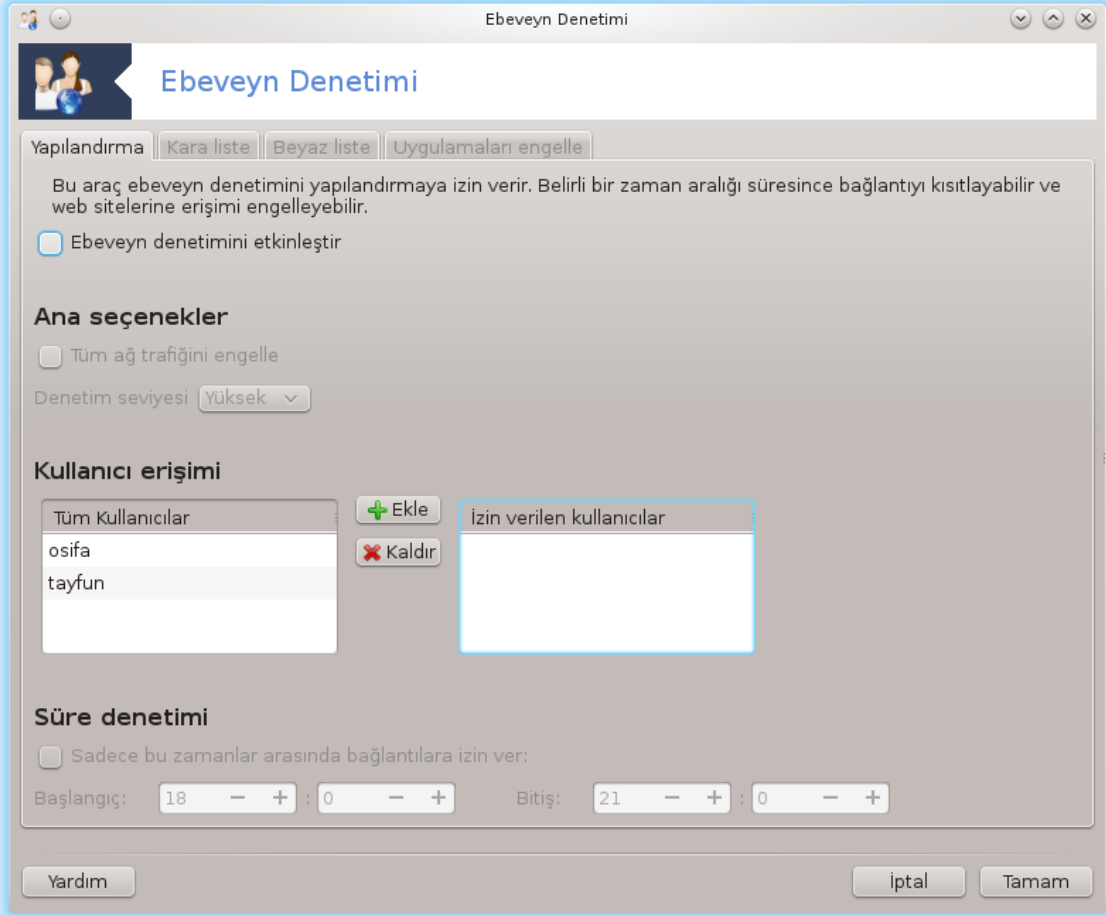 Ebeveyn Denetimi
Ebeveyn Denetimi
Yapılandırma Kara liste Beyaz liste Uygulamaları engelle
Bu araç ebeveyn denetimini yapılandırmaya izin verir. Belirli bir zaman aralığı süresince bağlantıyı kısıtlayabilir ve
web sitelerine erişimi engelleyebilir.
Ebeveyn denetimini etkinleştir
Ana seçenekler
Tüm ağ trafiğini engelle
Denetim seviyesi Yüksek
Kullanıcı erişimi
Tüm Kullanıcılar
osifa
tayfun
Ekle
Kaldır
İzin verilen kullanıcılar
Süre denetimi
Sadece bu zamanlar arasında bağlantılara izin ver:
Başlangıç: 18 − + : 0 − + Bitiş: 21 − + : 0 − +
Yardım İptal Tamam